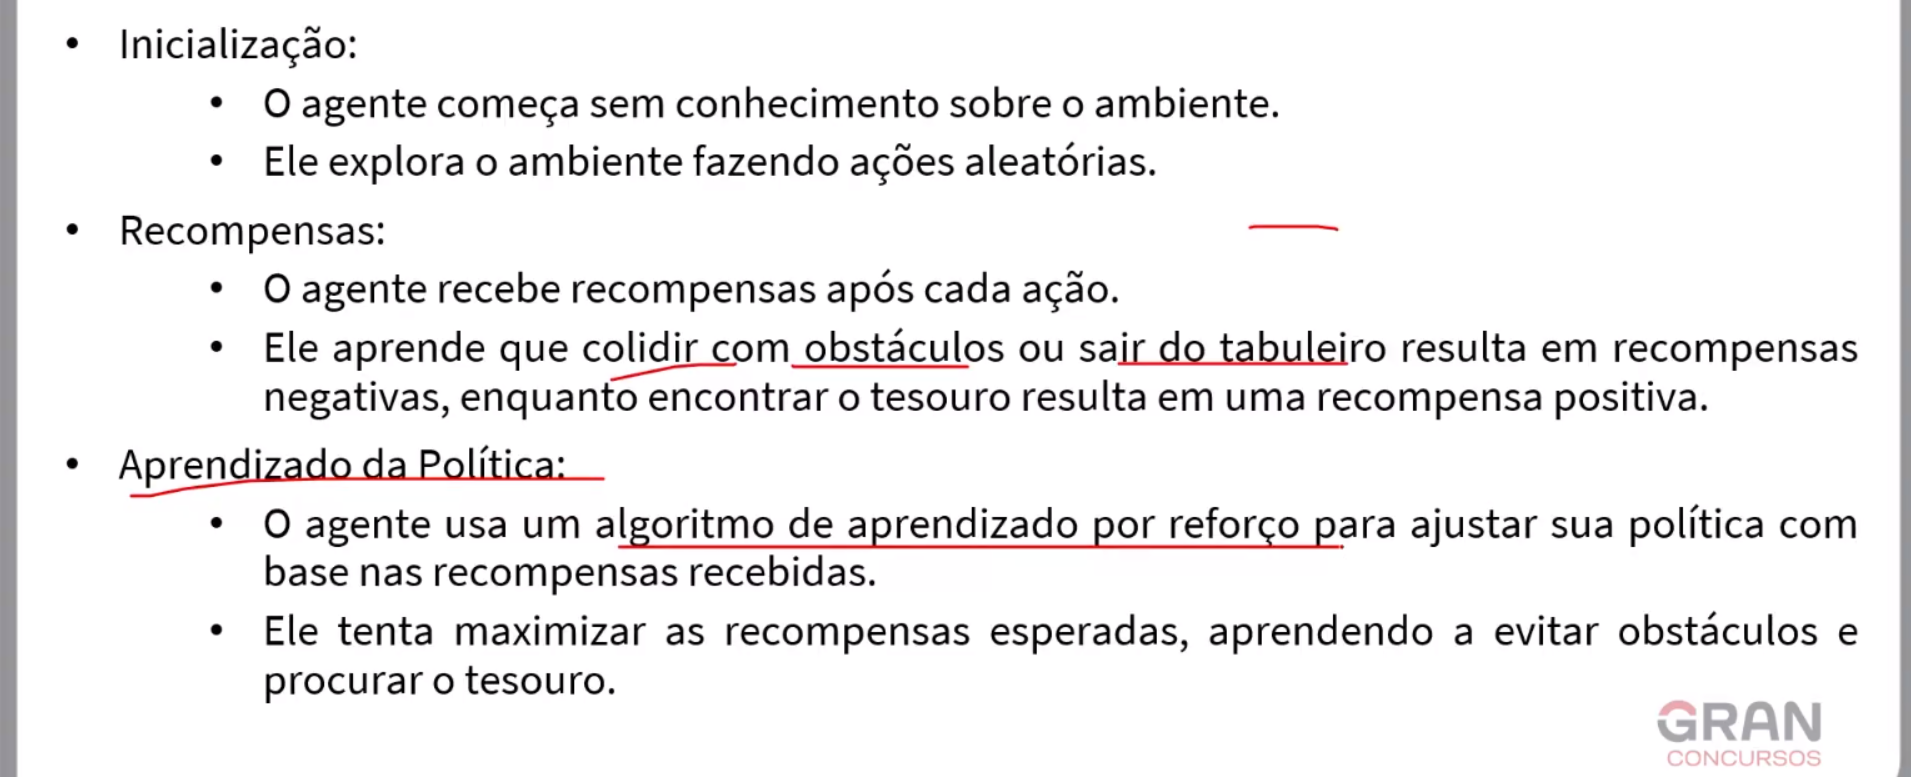 • Inicialização:
• O agente começa sem conhecimento sobre o ambiente.
• Ele explora o ambiente fazendo ações aleatórias.
• Recompensas:
• O agente recebe recompensas após cada ação.
• Ele aprende que colidir com obstáculos ou sair do tabuleiro resulta em recompensas
negativas, enquanto encontrar o tesouro resulta em uma recompensa positiva.
• Aprendizado da Política:
• O agente usa um algoritmo de aprendizado por reforço para ajustar sua política com
base nas recompensas recebidas.
• Ele tenta maximizar as recompensas esperadas, aprendendo a evitar obstáculos e
procurar o tesouro.
GRAN
CONCURSOS